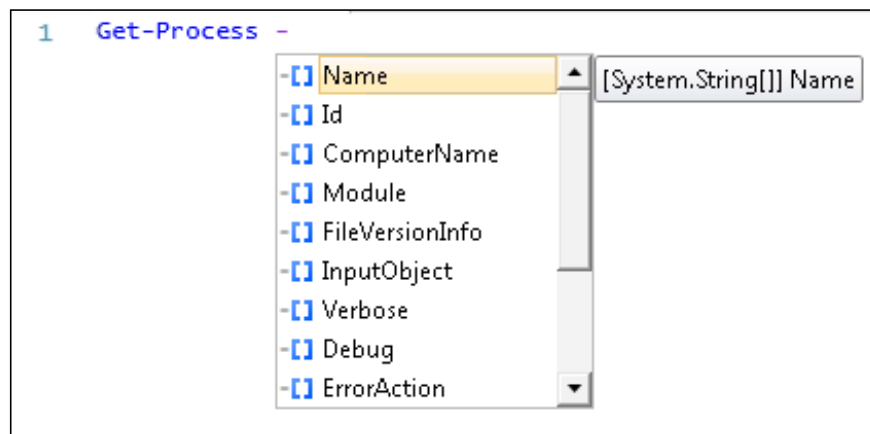 1 Get-Process -
-[] Name [System.String[]] Name
-[] Id
-[] ComputerName
-[] Module
-[] FileVersionInfo
-[] InputObject
-[] Verbose
-[] Debug
-[] ErrorAction